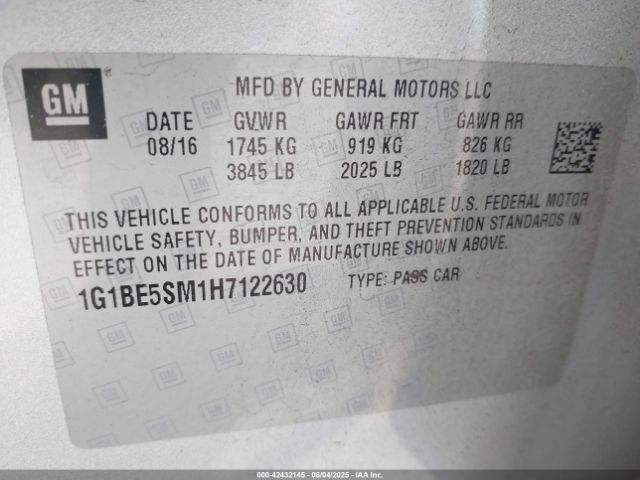 GM
MFD BY GENERAL MOTORS LLC
DATE GVWR GAWR FRT GAWR RR
08/16 1745 KG 919 KG 826 KG
3845 LB 2025 LB 1820 LB
THIS VEHICLE CONFORMS TO ALL APPLICABLE U.S. FEDERAL MOTOR
VEHICLE SAFETY, BUMPER, AND THEFT PREVENTION STANDARDS IN
EFFECT ON THE DATE OF MANUFACTURE SHOWN ABOVE.
1G1BE5SM1H7122630 TYPE: PASS CAR
000-42432145 - 06/04/2025 - IAAI Inc.